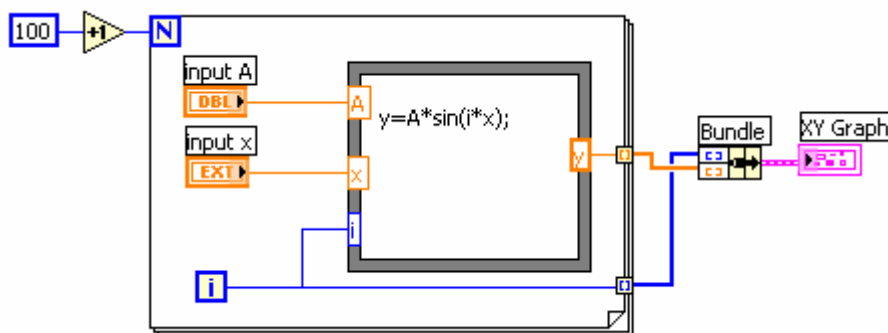 100
+1
N
input A
DBL
A
y=A*sin(i*x);
input x
EXT
x
y
Bundle
XY Graph
i
i